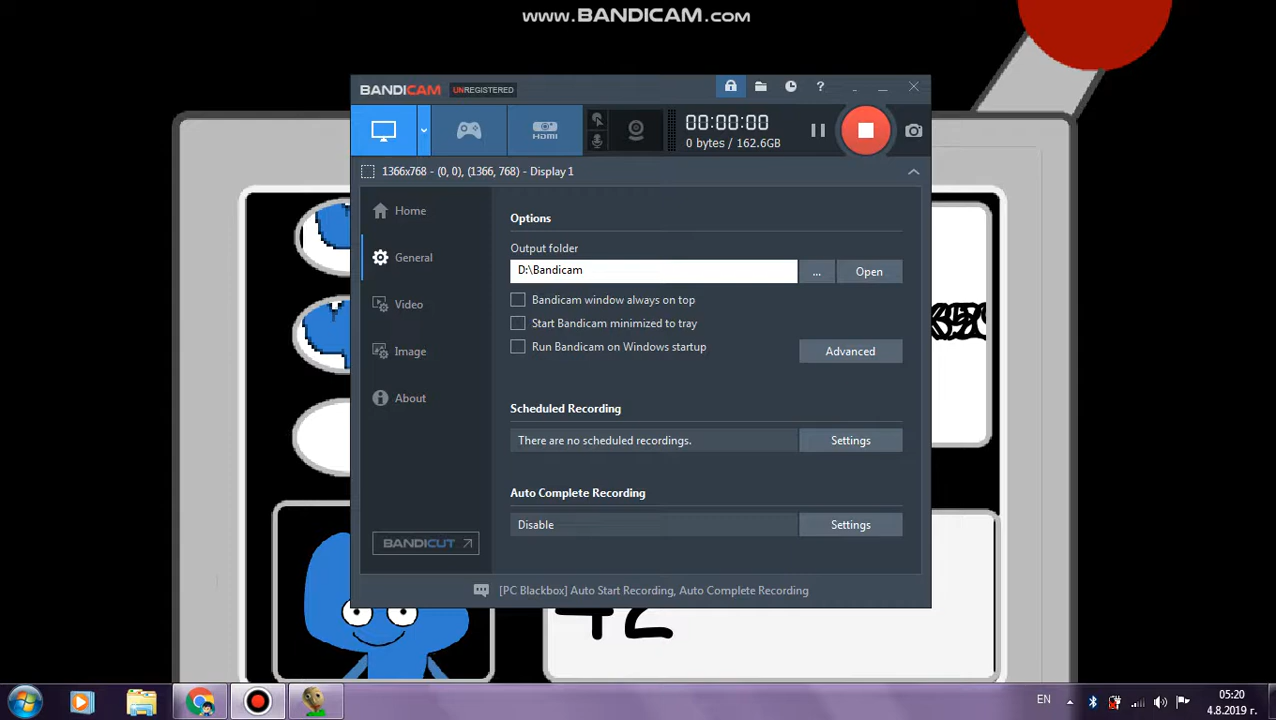 www.BANDICAM.com
BANDICAM UNREGISTERED
?
HDMI
00:00:00
0 bytes / 162.6GB
1366x768 - (0, 0), (1366, 768) - Display 1
Home
General
Video
Image
About
BANDICUT
Options
Output folder
D:\Bandicam
...
Open
Bandicam window always on top
Start Bandicam minimized to tray
Run Bandicam on Windows startup
Advanced
Scheduled Recording
There are no scheduled recordings.
Settings
Auto Complete Recording
Disable
Settings
[PC Blackbox] Auto Start Recording, Auto Complete Recording
42
EN
05:20
4.8.2019 г.